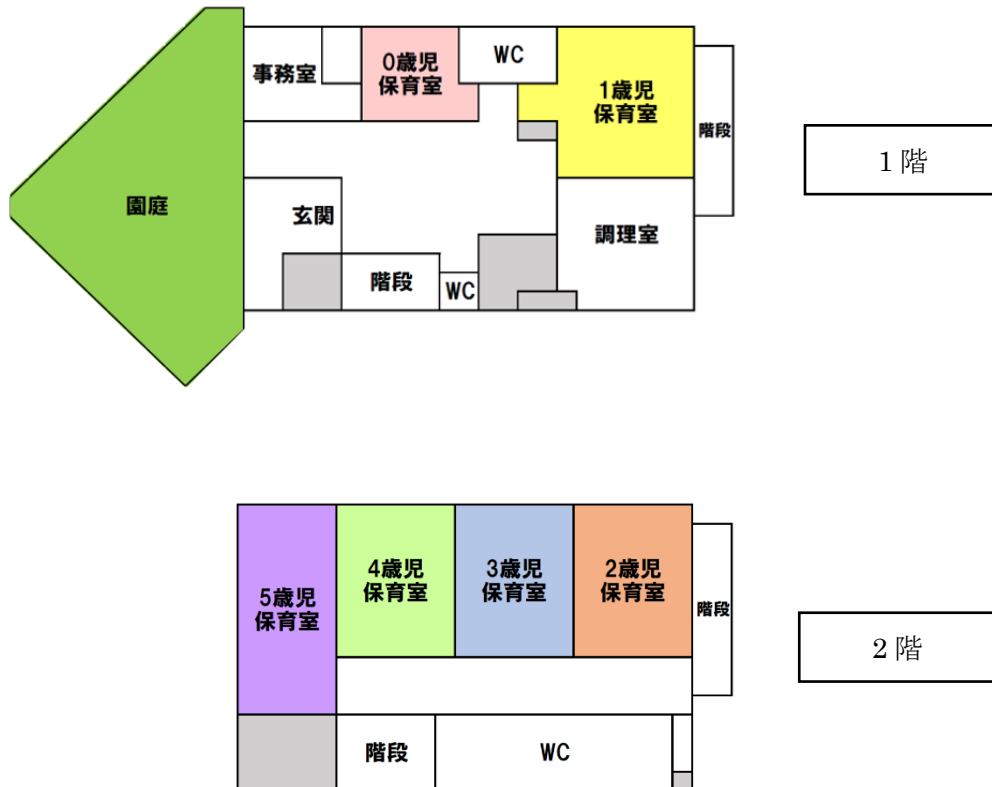 事務室
0歳児
保育室
WC
1歳児
保育室
階段
1階
園庭
玄関
調理室
階段
WC
5歳児
保育室
4歳児
保育室
3歳児
保育室
2歳児
保育室
階段
2階
階段
WC